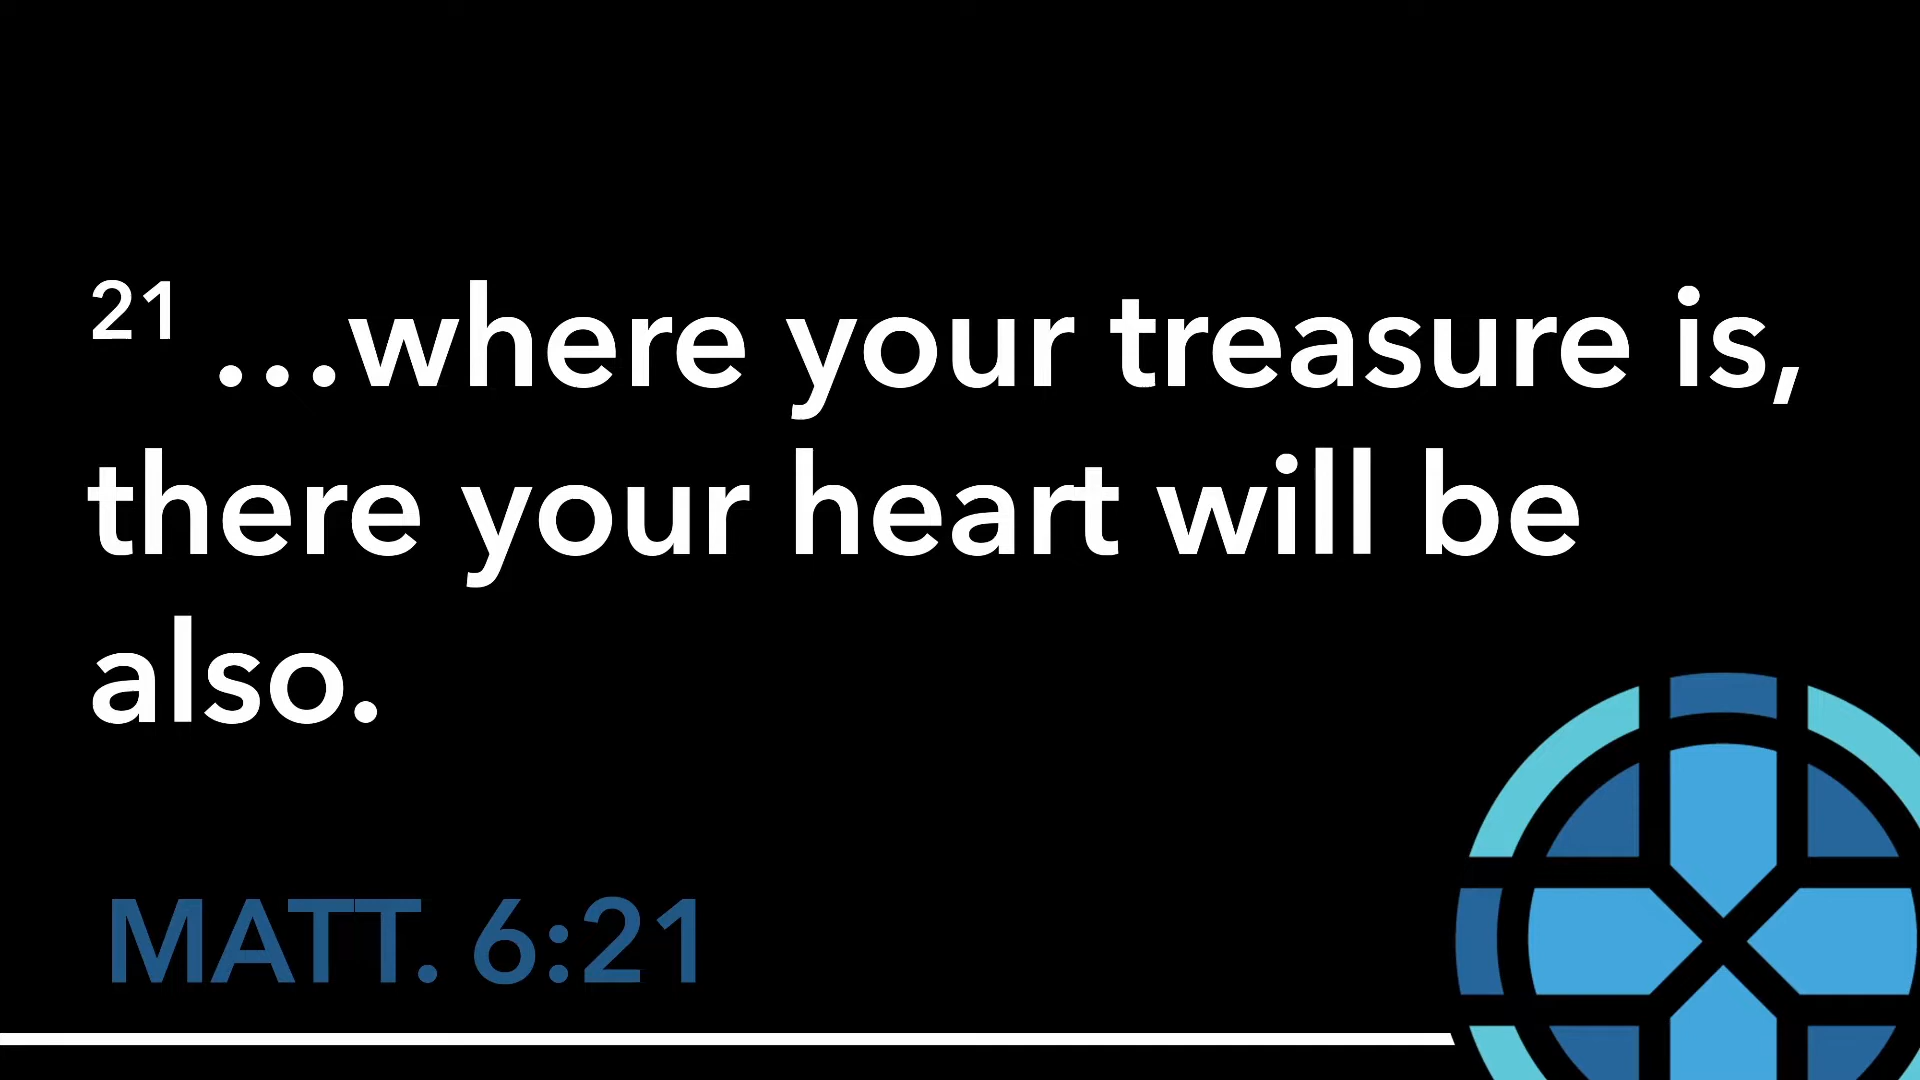 21 …where your treasure is,
there your heart will be
also.
MATT. 6:21